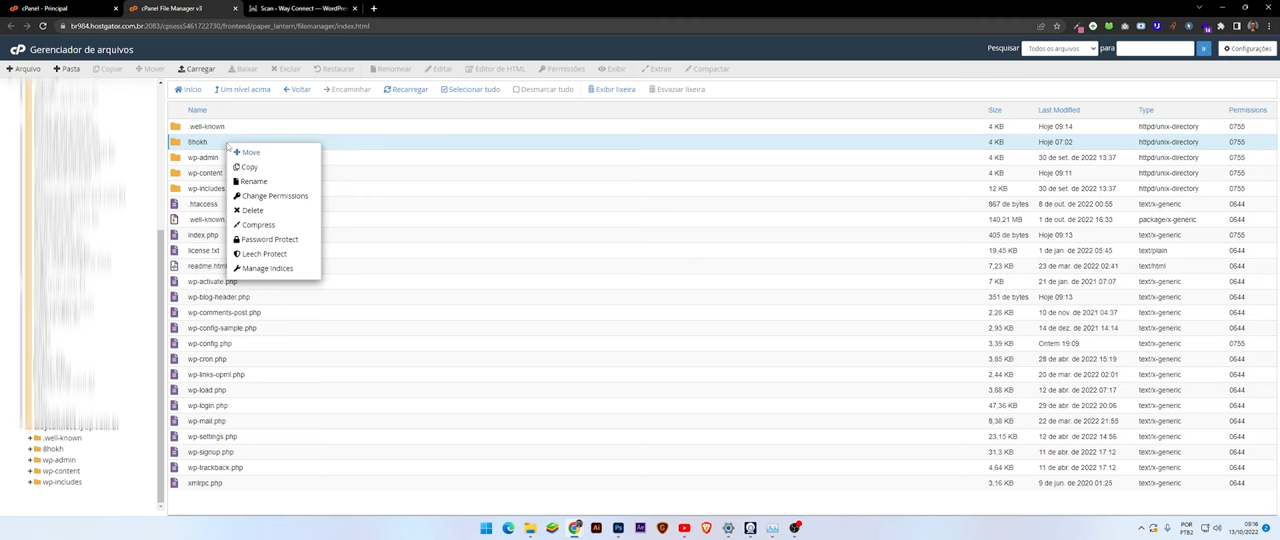 cPanel - Principal
cPanel File Manager v3
Scan ‹ Way Connect — WordPre
br984.hostgator.com.br:2083/cpsess5461722730/frontend/paper_lantern/filemanager/index.html
Gerenciador de arquivos
Pesquisar Todos os arquivos para Ir Configurações
Arquivo Pasta Copiar Mover Carregar Baixar Excluir Restaurar Renomear Editar Editor de HTML Permissões Exibir Extrair Compactar
Início Um nível acima Voltar Encaminhar Recarregar Selecionar tudo Desmarcar tudo Exibir lixeira Esvaziar lixeira
Name Size Last Modified Type Permissions
.well-known 4 KB Hoje 09:14 httpd/unix-directory 0755
8hokh 4 KB Hoje 07:02 httpd/unix-directory 0755
wp-admin 4 KB 30 de set. de 2022 13:37 httpd/unix-directory 0755
wp-content 4 KB Hoje 09:11 httpd/unix-directory 0755
wp-includes 12 KB 30 de set. de 2022 13:37 httpd/unix-directory 0755
.htaccess 867 de bytes 8 de out. de 2022 00:55 text/x-generic 0644
.well-known 140,21 MB 1 de out. de 2022 16:33 package/x-generic 0644
index.php 405 de bytes Hoje 09:13 text/x-generic 0644
license.txt 19,45 KB 1 de jan. de 2022 05:45 text/plain 0644
readme.html 7,23 KB 23 de mar. de 2022 02:41 text/html 0644
wp-activate.php 7 KB 21 de jan. de 2021 07:07 text/x-generic 0644
wp-blog-header.php 351 de bytes Hoje 09:13 text/x-generic 0644
wp-comments-post.php 2,28 KB 10 de nov. de 2021 04:37 text/x-generic 0644
wp-config-sample.php 2,93 KB 14 de dez. de 2021 14:14 text/x-generic 0644
wp-config.php 3,39 KB Ontem 19:09 text/x-generic 0755
wp-cron.php 3,85 KB 28 de abr. de 2022 15:19 text/x-generic 0644
wp-links-opml.php 2,44 KB 20 de mar. de 2022 02:01 text/x-generic 0644
wp-load.php 3,88 KB 12 de abr. de 2022 07:17 text/x-generic 0644
wp-login.php 47,36 KB 29 de abr. de 2022 20:06 text/x-generic 0644
wp-mail.php 8,38 KB 22 de mar. de 2022 21:55 text/x-generic 0644
wp-settings.php 23,15 KB 12 de abr. de 2022 14:56 text/x-generic 0644
wp-signup.php 31,3 KB 11 de abr. de 2022 17:12 text/x-generic 0644
wp-trackback.php 4,64 KB 11 de abr. de 2022 17:12 text/x-generic 0644
xmlrpc.php 3,16 KB 9 de jun. de 2020 01:25 text/x-generic 0644
Move
Copy
Rename
Change Permissions
Delete
Compress
Password Protect
Leech Protect
Manage Indices
.well-known
8hokh
wp-admin
wp-content
wp-includes
POR
PTB2
09:16
13/10/2022